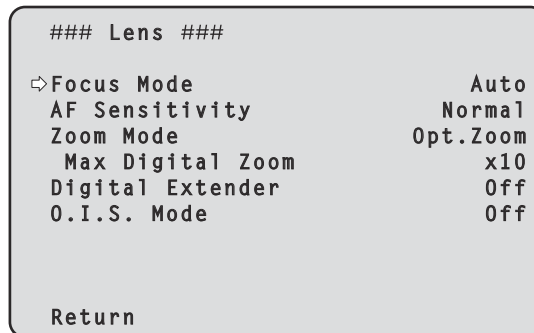 ### Lens ###
⇨Focus Mode Auto
AF Sensitivity Normal
Zoom Mode Opt.Zoom
Max Digital Zoom x10
Digital Extender Off
O.I.S. Mode Off
Return